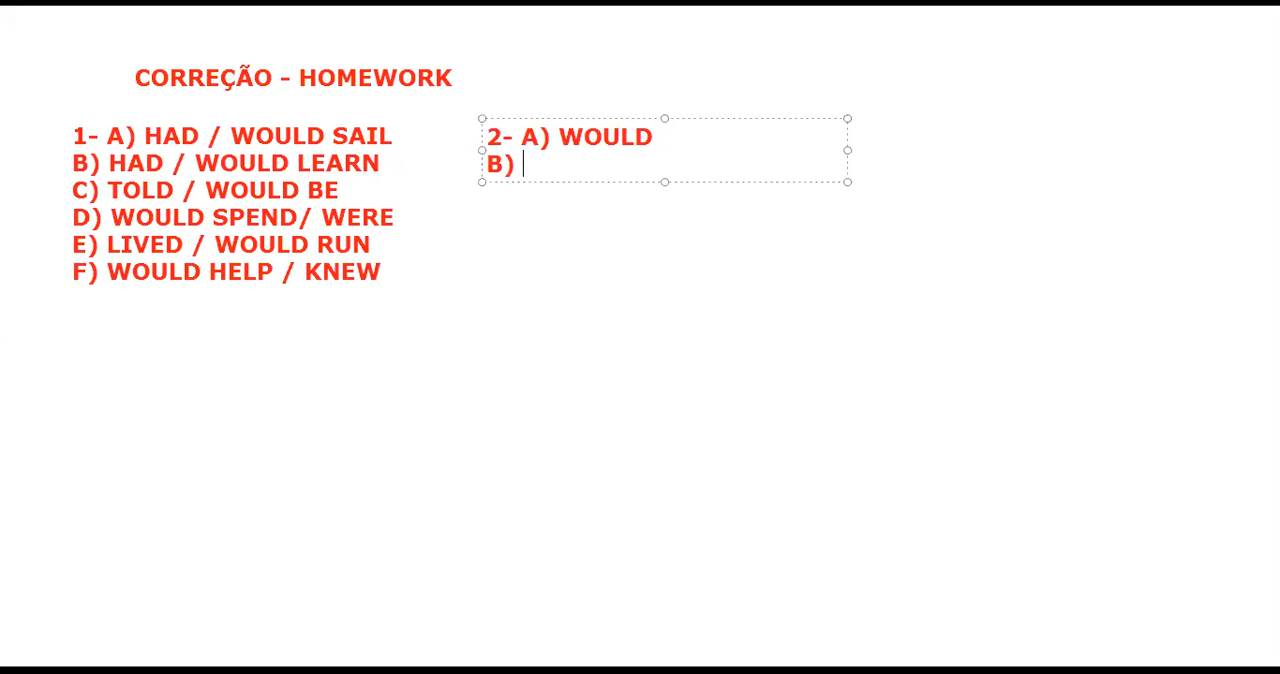 CORREÇÃO - HOMEWORK
1- A) HAD / WOULD SAIL
B) HAD / WOULD LEARN
C) TOLD / WOULD BE
D) WOULD SPEND/ WERE
E) LIVED / WOULD RUN
F) WOULD HELP / KNEW
2- A) WOULD
B)